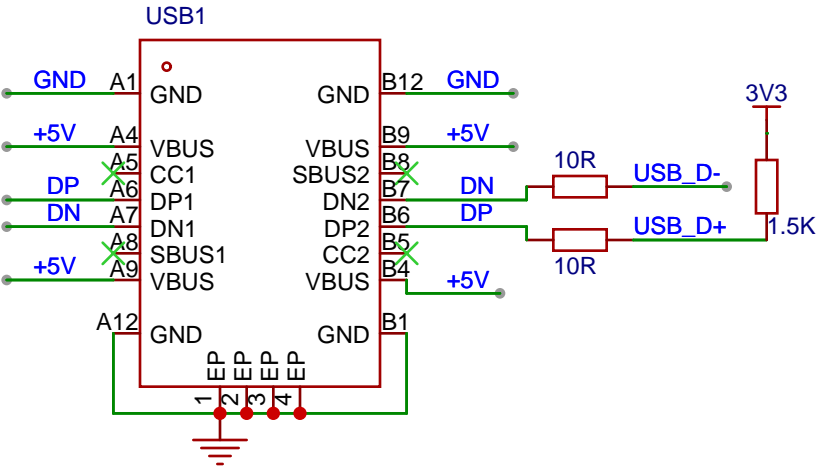 USB1
GND A1 GND GND B12 GND
3V3
+5V A4 VBUS VBUS B9 +5V
A5 CC1 SBUS2 B8 10R
DP A6 DP1 DN2 B7 DN USB_D-
DN A7 DN1 DP2 B6 DP USB_D+ 1.5K
A8 SBUS1 CC2 B5 10R
+5V A9 VBUS VBUS B4 +5V
A12 GND GND B1
EP EP EP EP
1 2 3 4